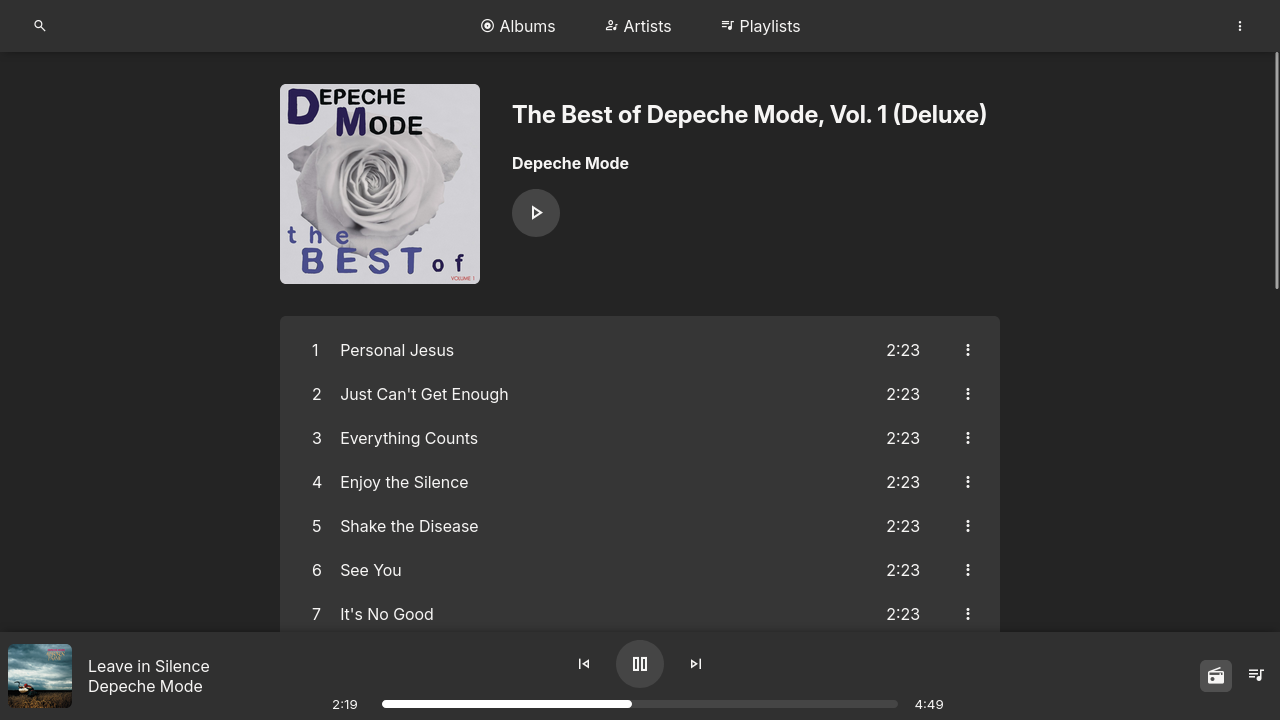 Albums Artists Playlists
DEPECHE
MODE
the
BEST of
VOLUME 1
The Best of Depeche Mode, Vol. 1 (Deluxe)
Depeche Mode
1 Personal Jesus 2:23
2 Just Can't Get Enough 2:23
3 Everything Counts 2:23
4 Enjoy the Silence 2:23
5 Shake the Disease 2:23
6 See You 2:23
7 It's No Good 2:23
Leave in Silence
Depeche Mode
2:19 4:49